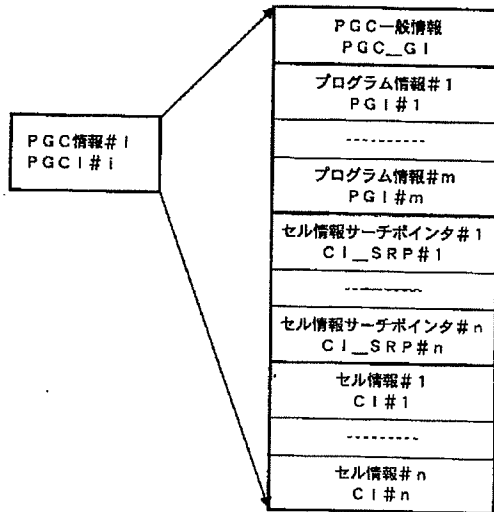 PGC情報#i
PGCI#i
PGC一般情報
PGC_GI
プログラム情報#1
PGI#1
----------
プログラム情報#m
PGI#m
セル情報サーチポインタ#1
CI_SRP#1
----------
セル情報サーチポインタ#n
CI_SRP#n
セル情報#1
CI#1
----------
セル情報#n
CI#n